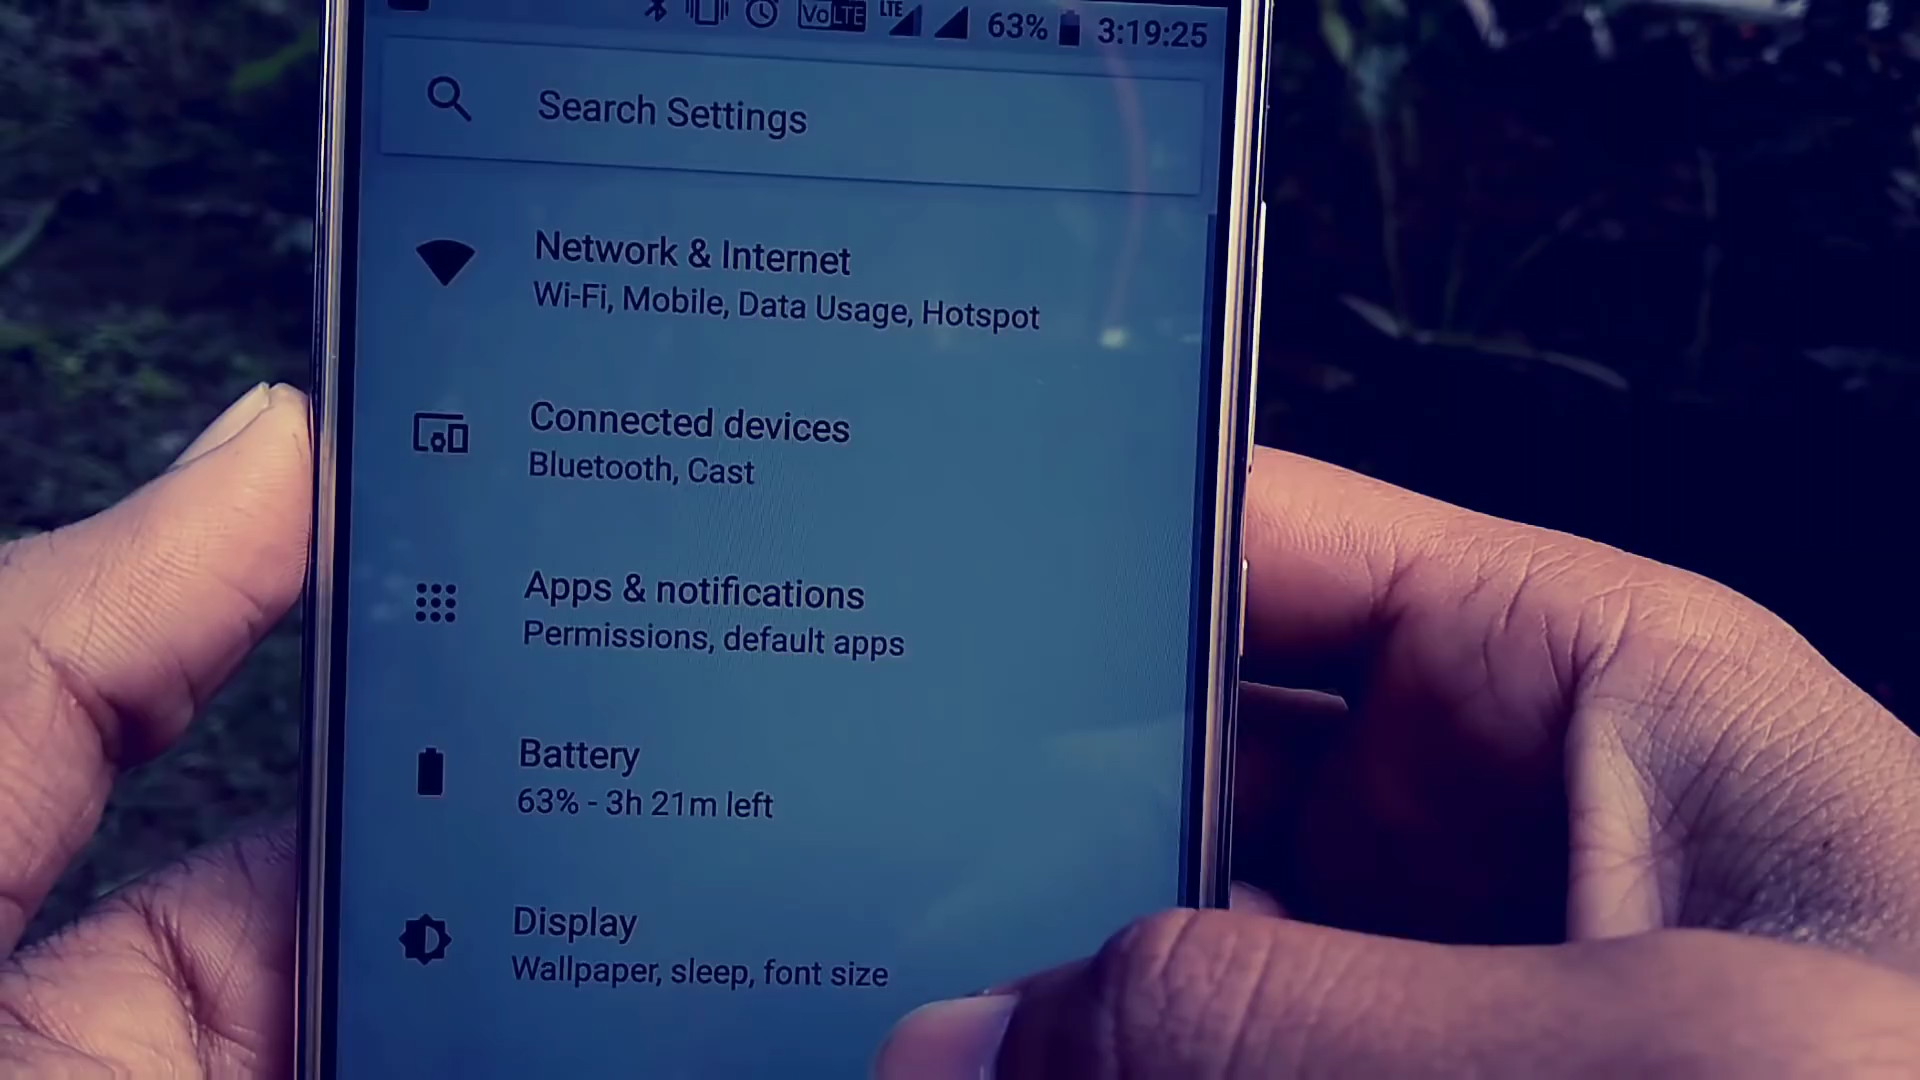 VoLTE LTE 63% 3:19:25
Search Settings
Network & Internet
Wi-Fi, Mobile, Data Usage, Hotspot
Connected devices
Bluetooth, Cast
Apps & notifications
Permissions, default apps
Battery
63% - 3h 21m left
Display
Wallpaper, sleep, font size